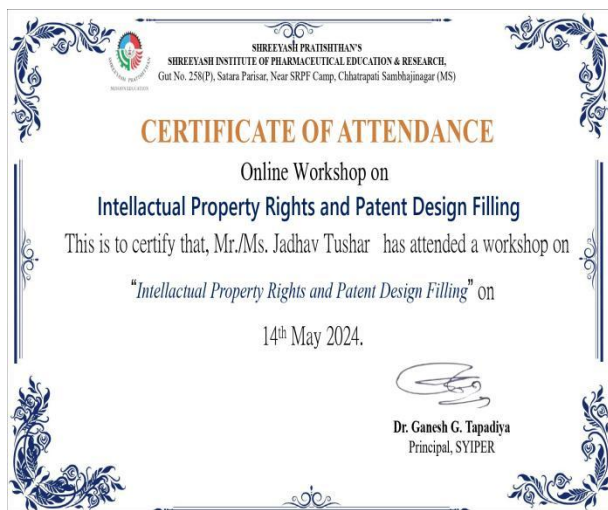 SHREEYASH PRATISHTHAN'S
SHREEYASH INSTITUTE OF PHARMACEUTICAL EDUCATION & RESEARCH,
Gut No. 258(P), Satara Parisar, Near SRPF Camp, Chhatrapati Sambhajinagar (MS)
SHREEYASH PRATISHTHAN
CERTIFICATE OF ATTENDANCE
Online Workshop on
Intellactual Property Rights and Patent Design Filling
This is to certify that, Mr./Ms. Jadhav Tushar has attended a workshop on
“Intellactual Property Rights and Patent Design Filling” on
14th May 2024.
Dr. Ganesh G. Tapadiya
Principal, SYIPER